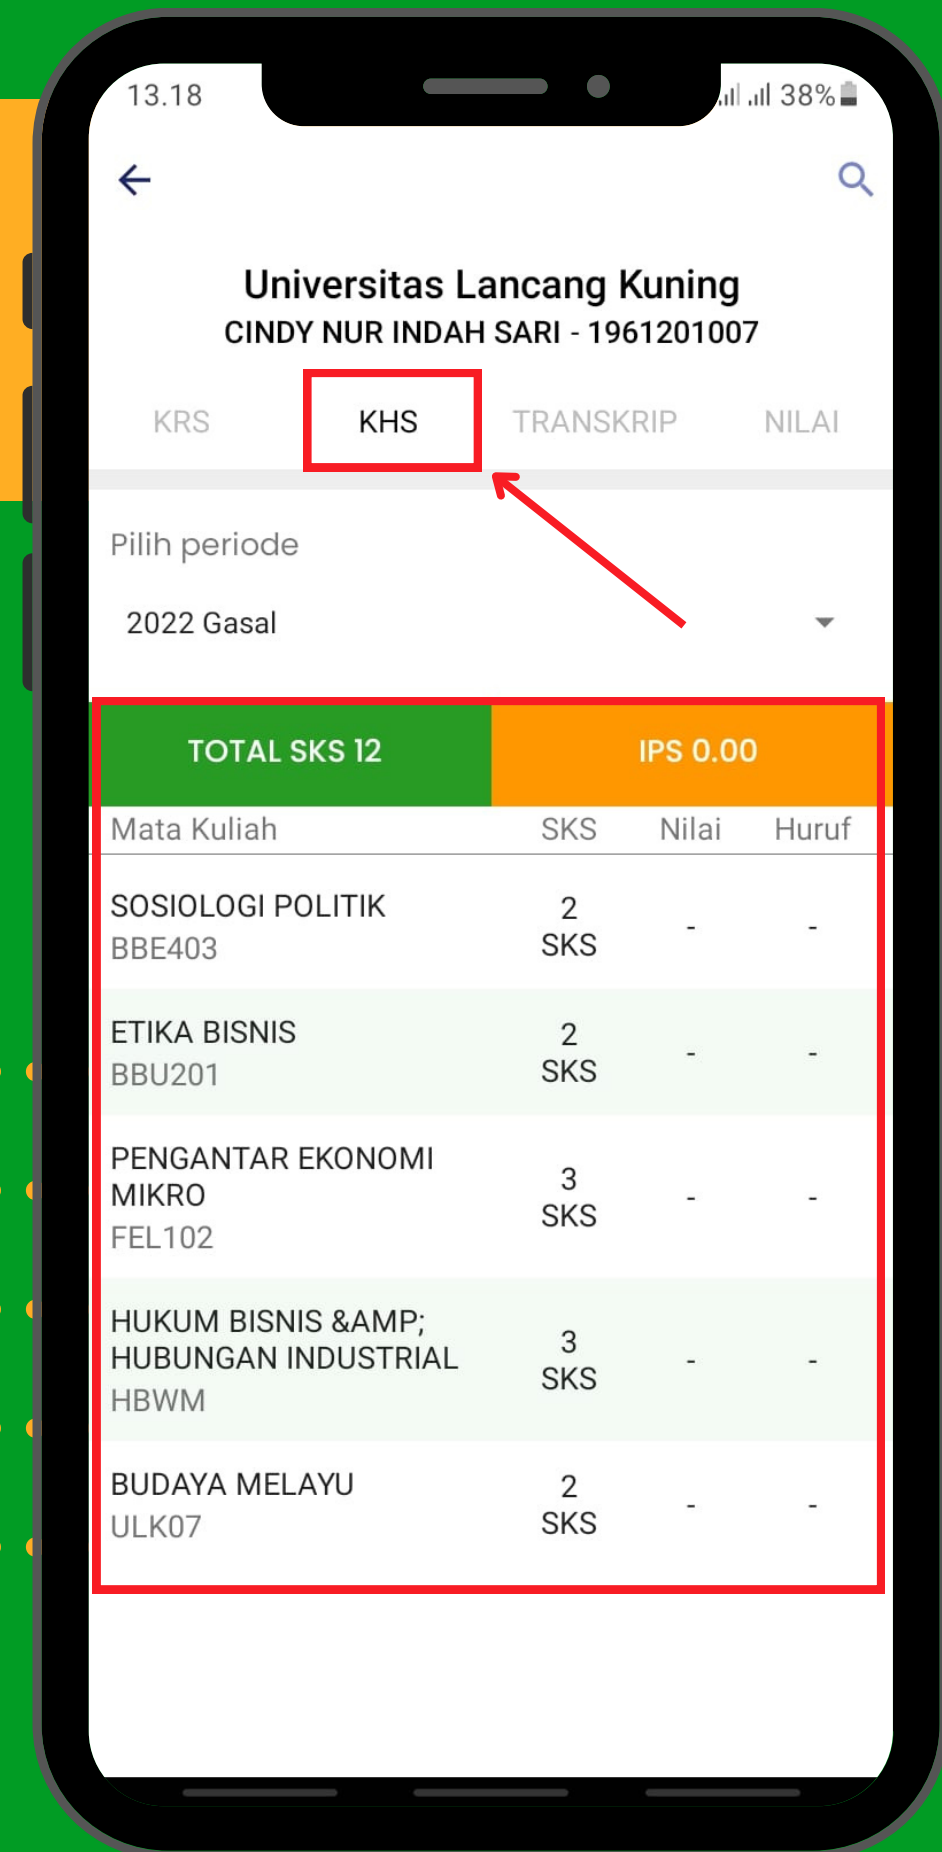 13.18
38%
Universitas Lancang Kuning
CINDY NUR INDAH SARI - 1961201007
KRS KHS TRANSKRIP NILAI
Pilih periode
2022 Gasal
TOTAL SKS 12 IPS 0.00
Mata Kuliah SKS Nilai Huruf
SOSIOLOGI POLITIK
BBE403
2
SKS
-
-
ETIKA BISNIS
BBU201
2
SKS
-
-
PENGANTAR EKONOMI
MIKRO
FEL102
3
SKS
-
-
HUKUM BISNIS &AMP;
HUBUNGAN INDUSTRIAL
HBWM
3
SKS
-
-
BUDAYA MELAYU
ULK07
2
SKS
-
-